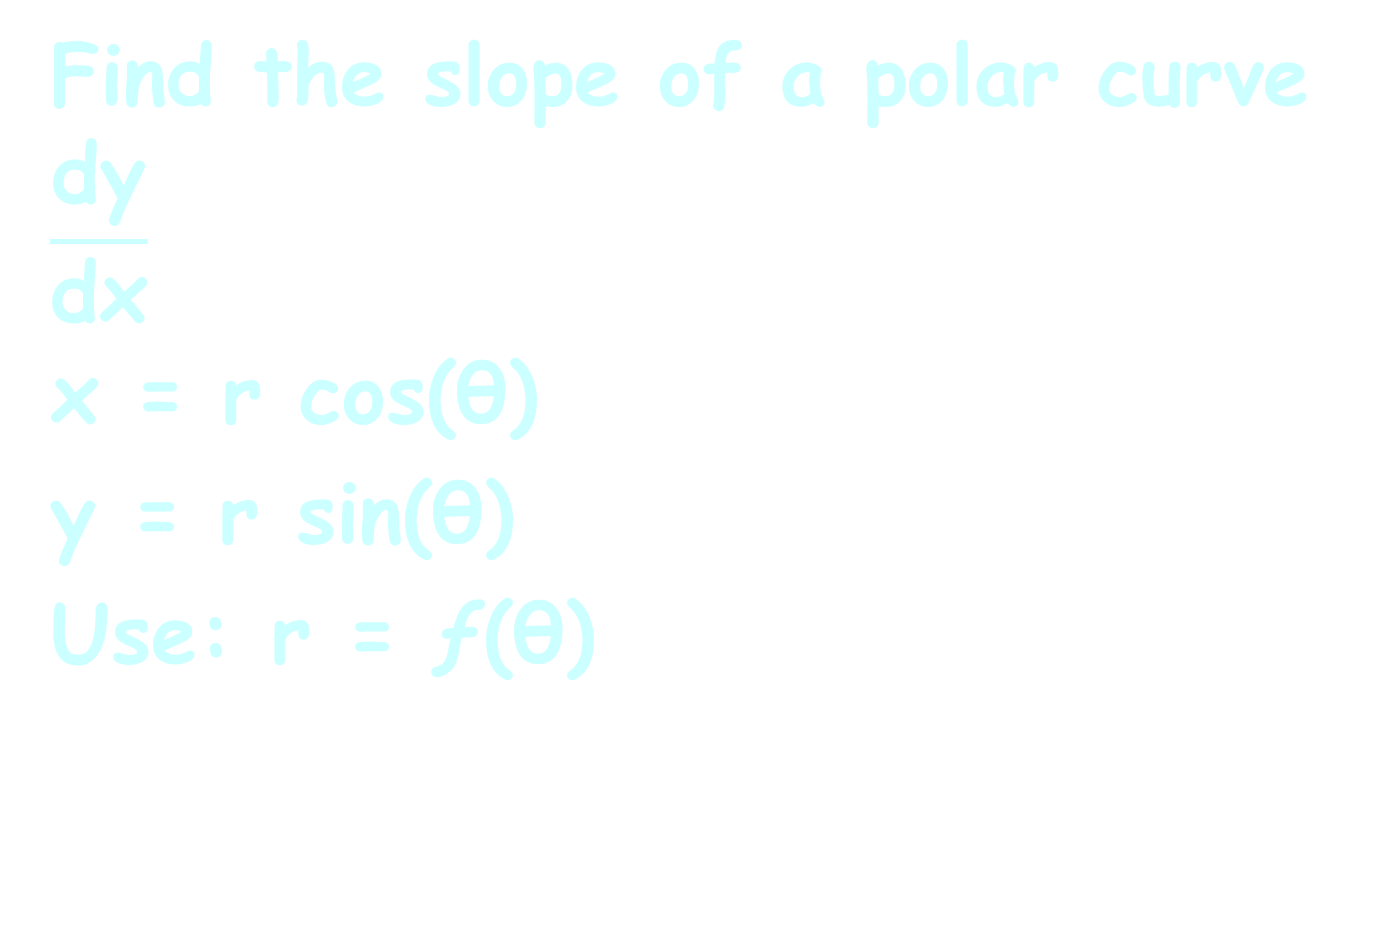 Find the slope of a polar curve
dy
dx
x = r cos(θ)
y = r sin(θ)
Use: r = ƒ(θ)